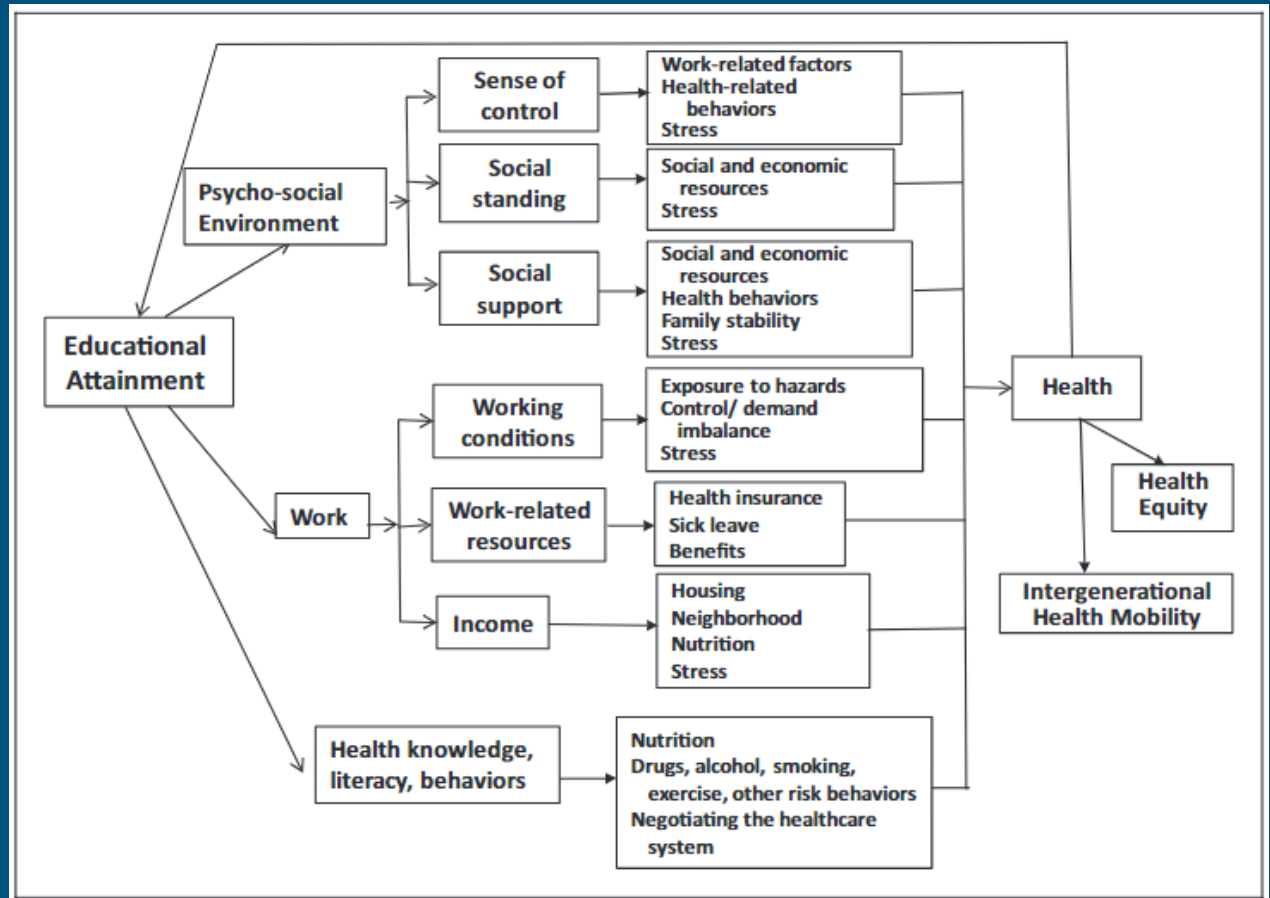 Sense of
control
Work-related factors
Health-related
behaviors
Stress
Psycho-social
Environment
Social
standing
Social and economic
resources
Stress
Social
support
Social and economic
resources
Health behaviors
Family stability
Stress
Educational
Attainment
Working
conditions
Exposure to hazards
Control/ demand
imbalance
Stress
Health
Work
Work-related
resources
Health insurance
Sick leave
Benefits
Health
Equity
Income
Housing
Neighborhood
Nutrition
Stress
Intergenerational
Health Mobility
Health knowledge,
literacy, behaviors
Nutrition
Drugs, alcohol, smoking,
exercise, other risk behaviors
Negotiating the healthcare
system